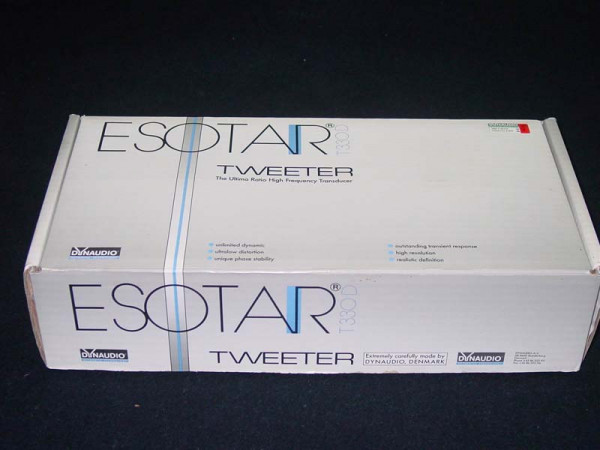 ESOTAR®
T330D
TWEETER
The Ultima Ratio High Frequency Transducer
unlimited dynamic
ultralow distortion
unique phase stability
outstanding transient response
high resolution
realistic definition
DYNAUDIO
ESOTAR®
T330D
TWEETER
Extremely carefully made by
DYNAUDIO, DENMARK
DYNAUDIO
DYNAUDIO